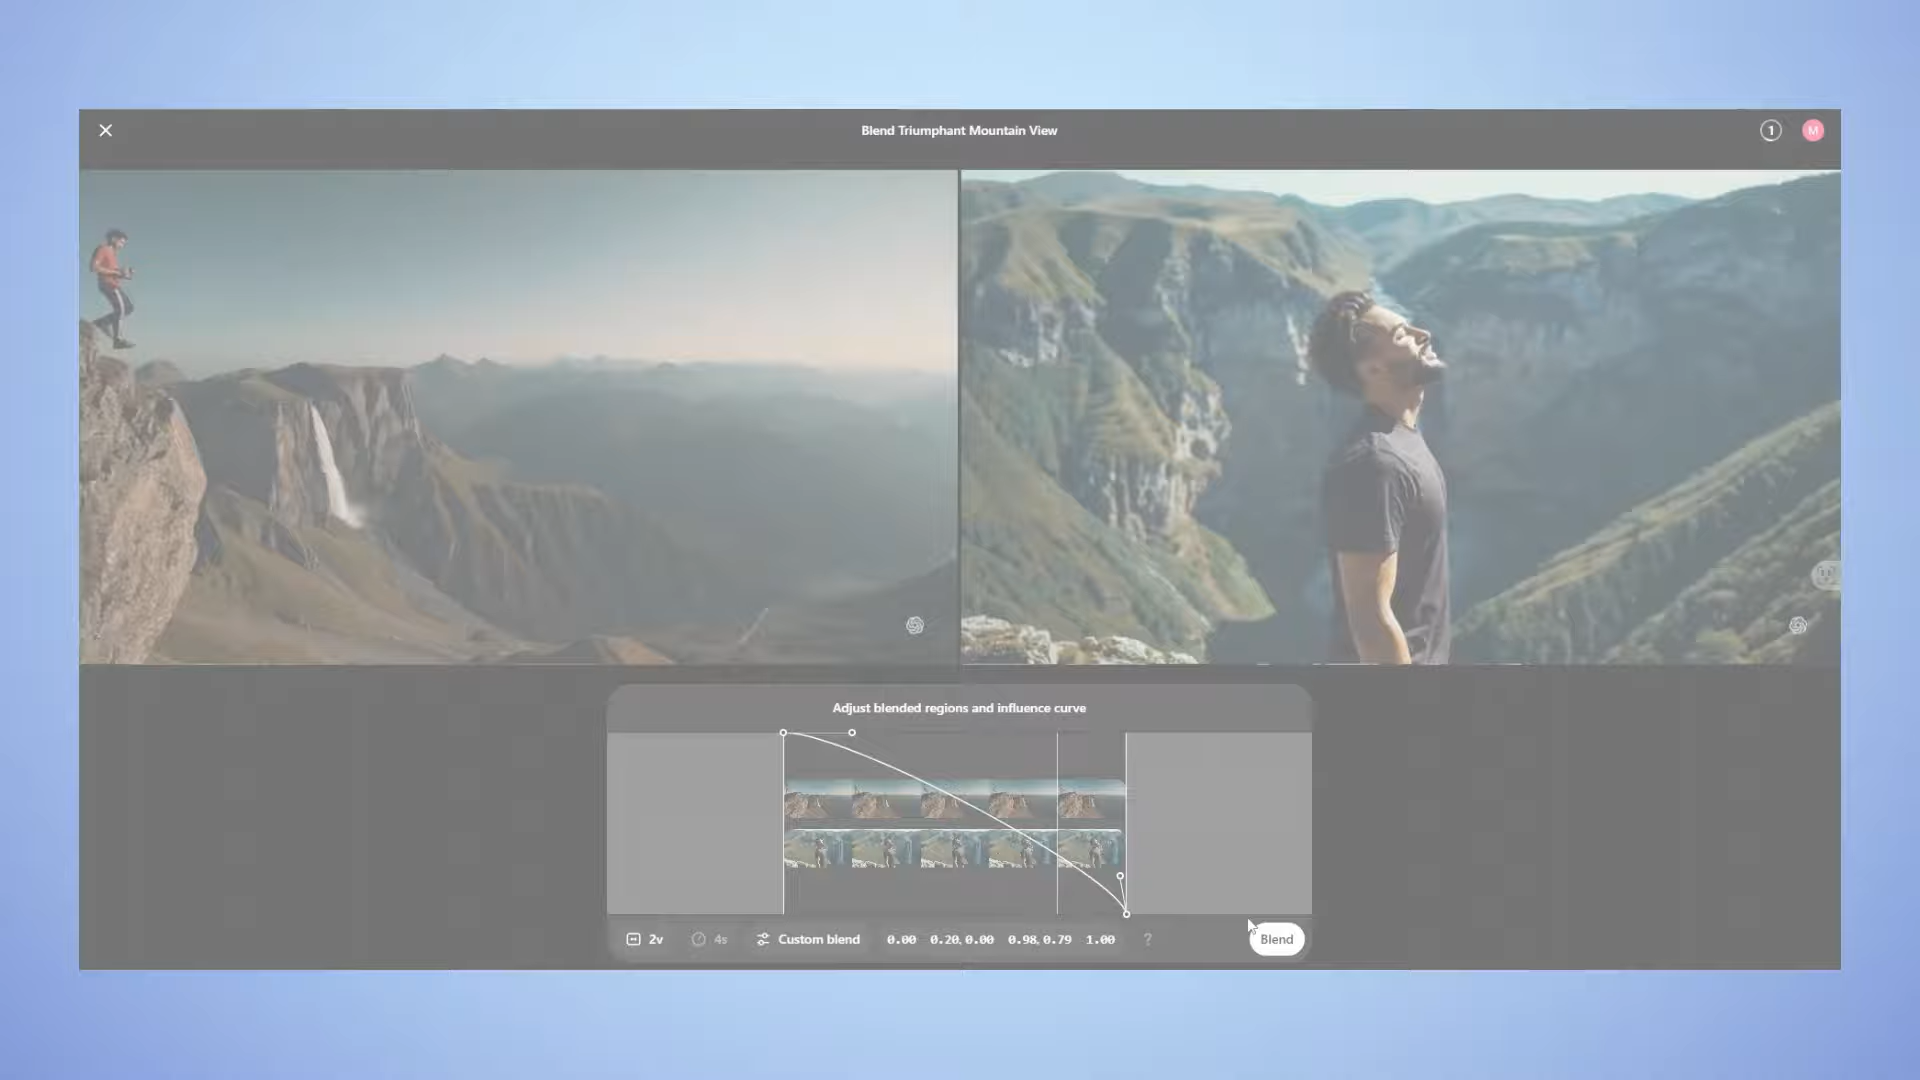 Blend Triumphant Mountain View
1
M
Adjust blended regions and influence curve
2v
4s
Custom blend
0.00 0.20, 0.00 0.98, 0.79 1.00
?
Blend